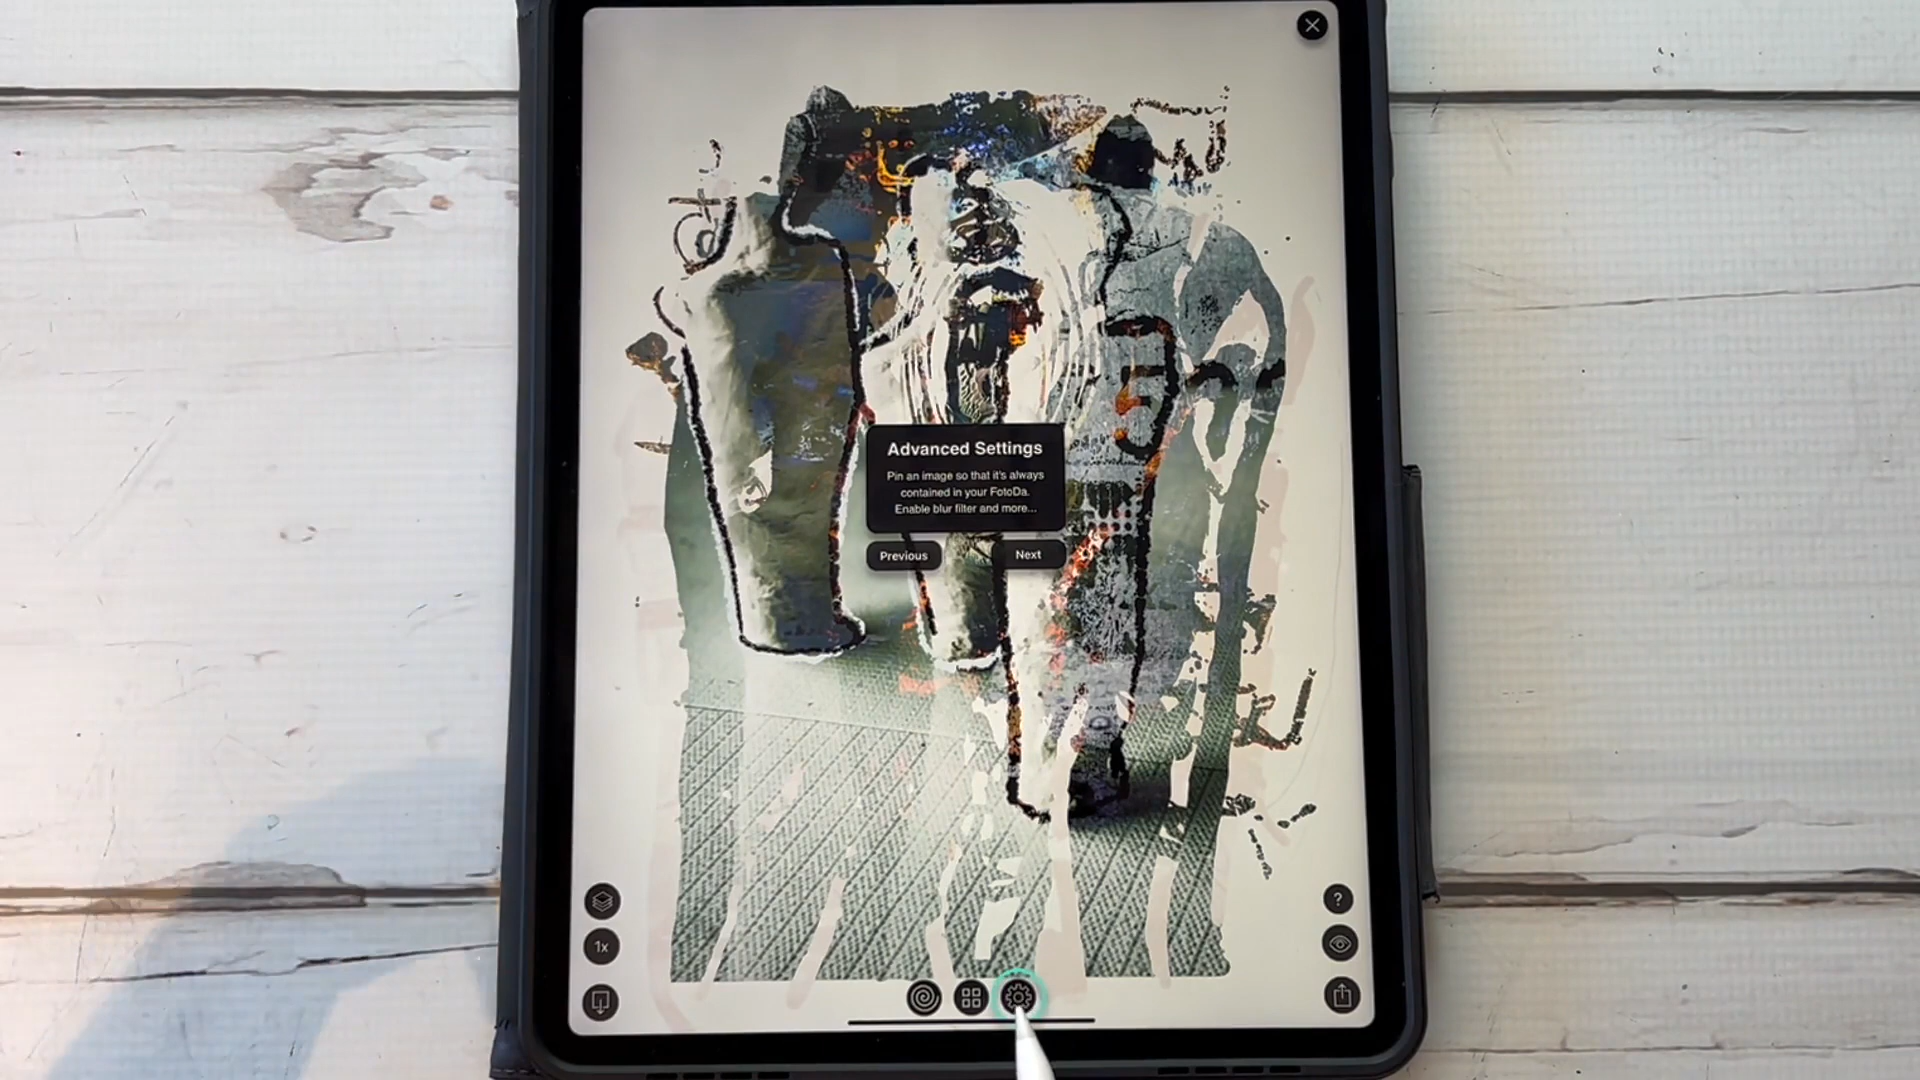 Advanced Settings
Pin an image so that it's always
contained in your FotoDa.
Enable blur filter and more...
Previous
Next
5
1x
?